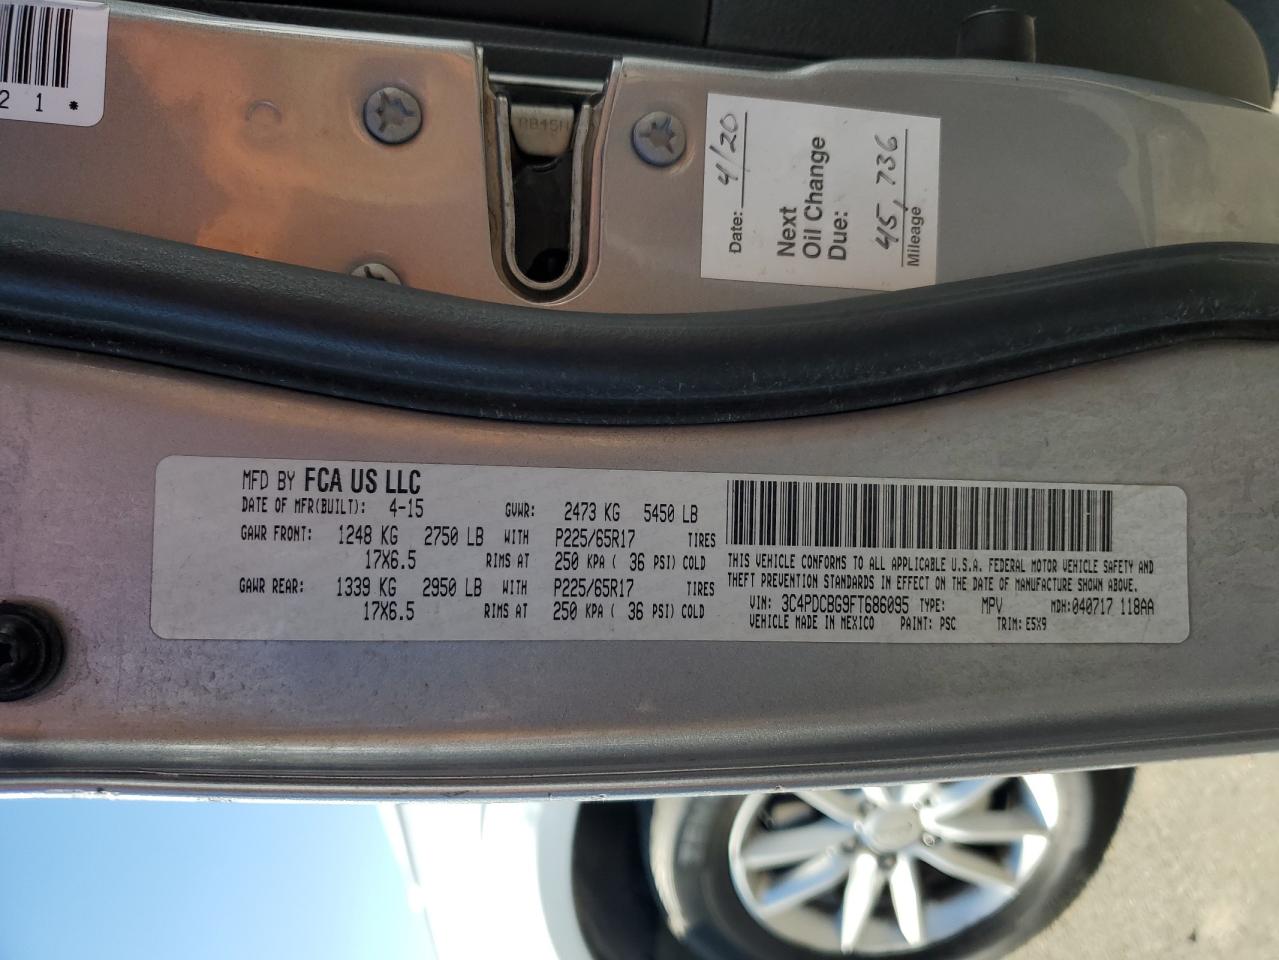 2 1 *
RB45H
Date: 4/20
Next
Oil Change
Due:
45,736
Mileage
MFD BY FCA US LLC
DATE OF MFR(BUILT): 4-15 GVWR: 2473 KG 5450 LB
GAWR FRONT: 1248 KG 2750 LB WITH P225/65R17 TIRES
17X6.5 RIMS AT 250 KPA ( 36 PSI) COLD
GAWR REAR: 1339 KG 2950 LB WITH P225/65R17 TIRES
17X6.5 RIMS AT 250 KPA ( 36 PSI) COLD
THIS VEHICLE CONFORMS TO ALL APPLICABLE U.S.A. FEDERAL MOTOR VEHICLE SAFETY AND
THEFT PREVENTION STANDARDS IN EFFECT ON THE DATE OF MANUFACTURE SHOWN ABOVE.
VIN: 3C4PDCBG9FT686095 TYPE: MPV MDH: 040717 118AA
VEHICLE MADE IN MEXICO PAINT: PSC TRIM: E5X9